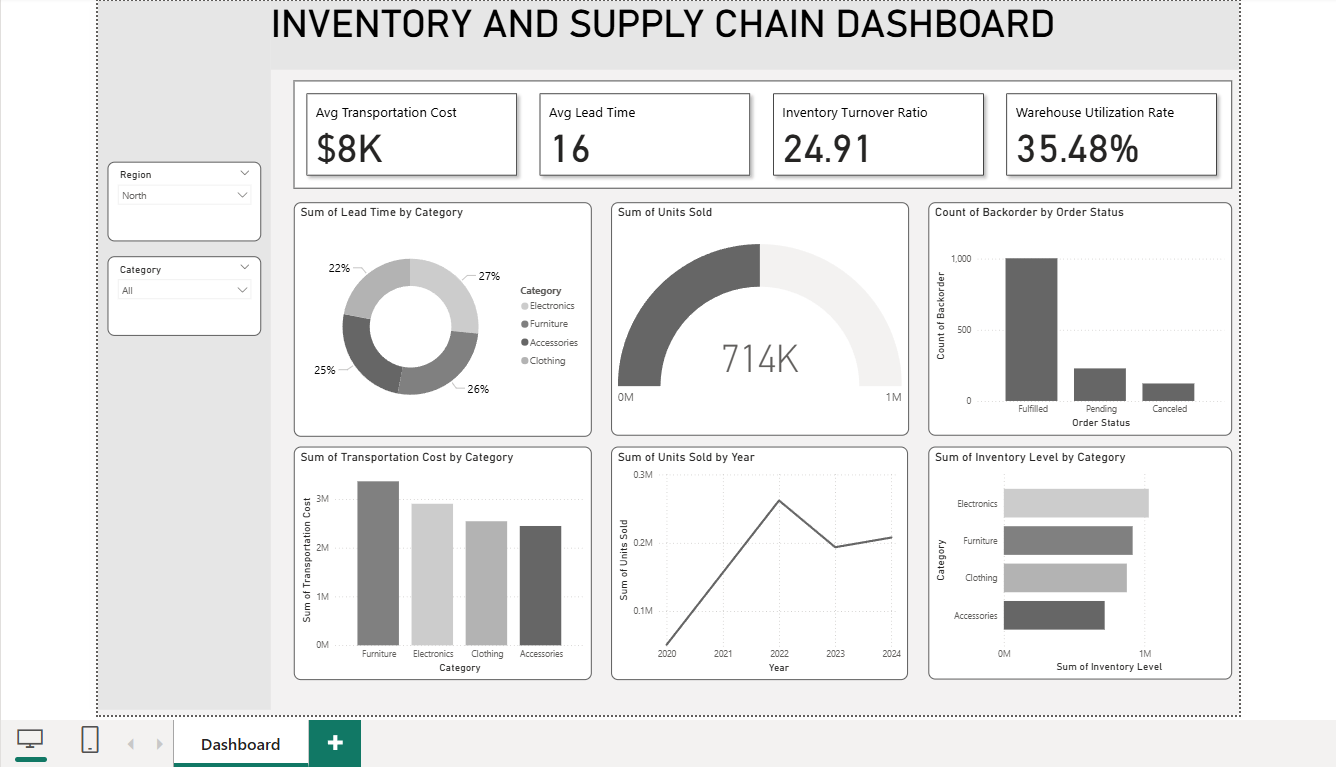 INVENTORY AND SUPPLY CHAIN DASHBOARD
Avg Transportation Cost
$8K
Avg Lead Time
16
Inventory Turnover Ratio
24.91
Warehouse Utilization Rate
35.48%
Region
North
Category
All
Sum of Lead Time by Category
22%
27%
25%
26%
Category
Electronics
Furniture
Accessories
Clothing
Sum of Units Sold
714K
0M
1M
Count of Backorder by Order Status
Count of Backorder
1,000
500
0
Fulfilled
Pending
Canceled
Order Status
Sum of Transportation Cost by Category
Sum of Transportation Cost
3M
2M
1M
0M
Furniture
Electronics
Clothing
Accessories
Category
Sum of Units Sold by Year
Sum of Units Sold
0.3M
0.2M
0.1M
2020
2021
2022
2023
2024
Year
Sum of Inventory Level by Category
Category
Electronics
Furniture
Clothing
Accessories
0M
1M
Sum of Inventory Level
Dashboard